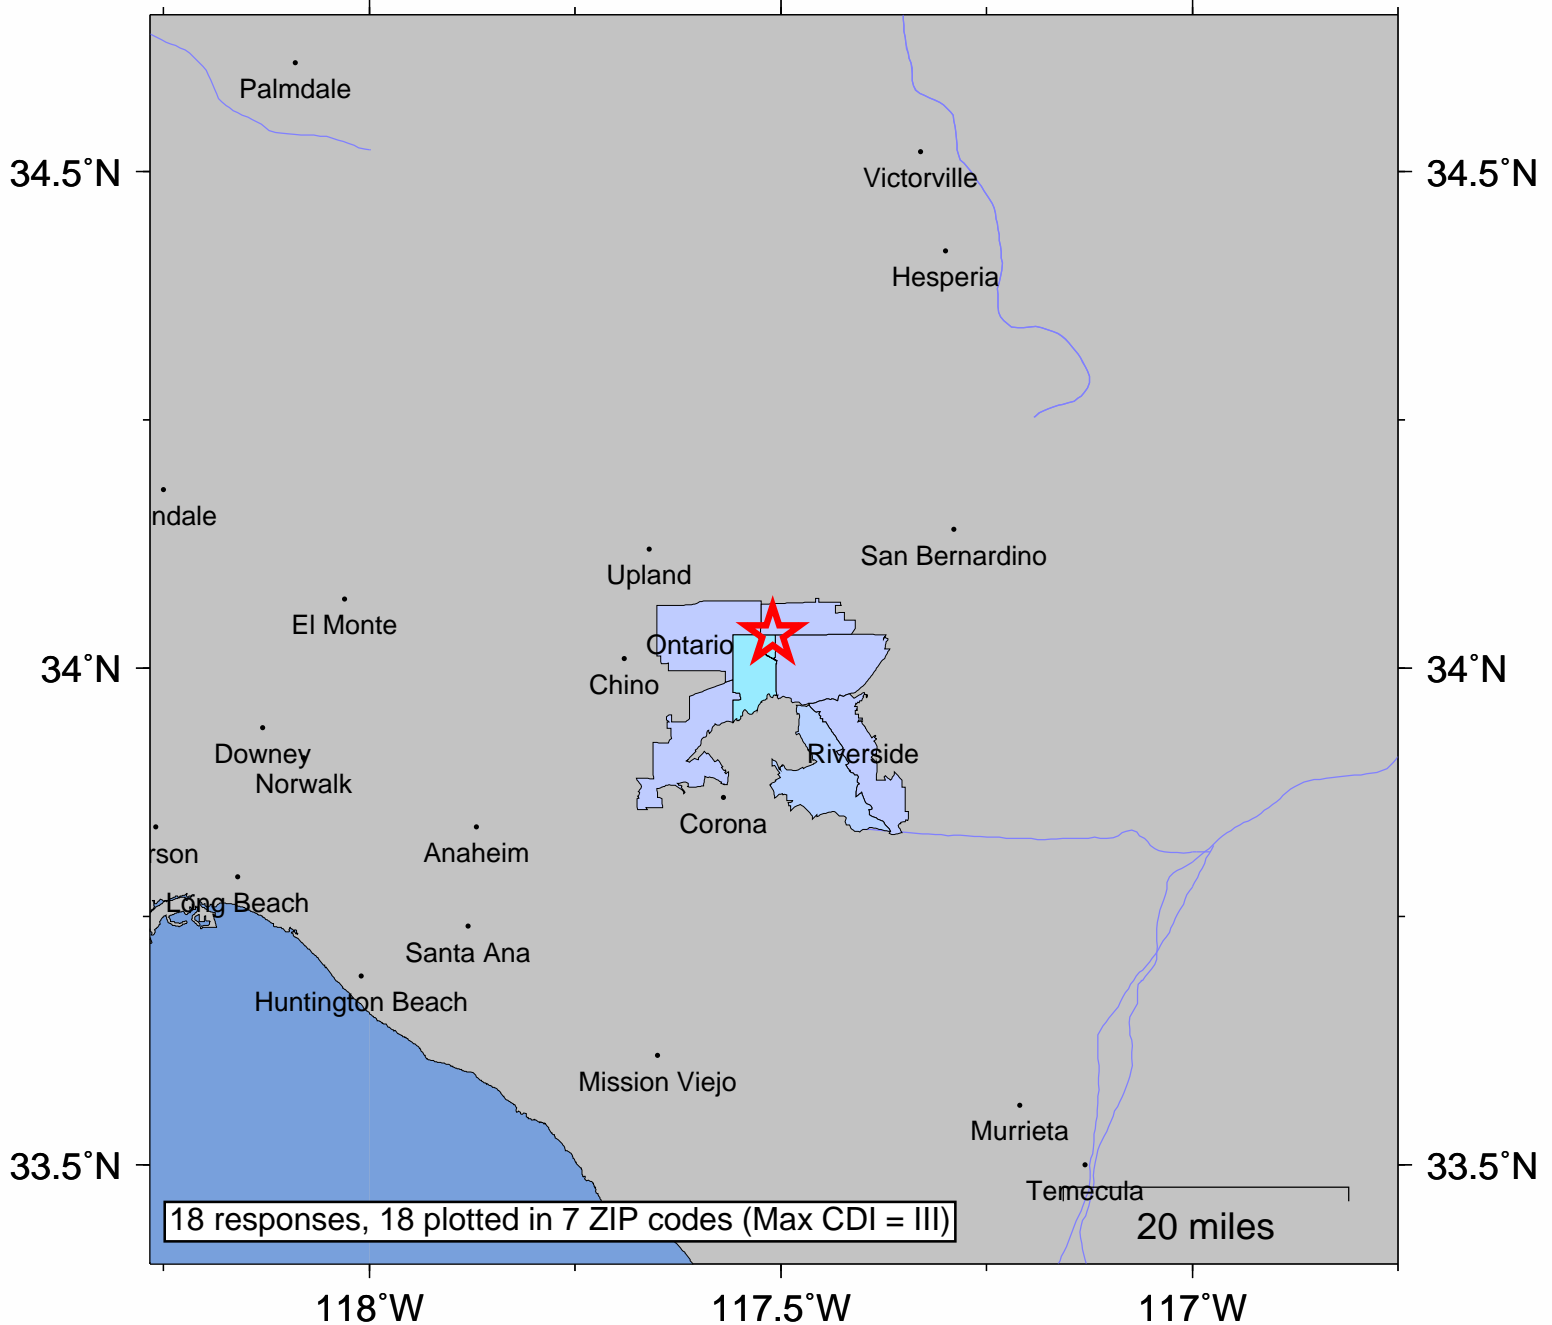 Palmdale
34.5°N
34.5°N
Victorville
Hesperia
ndale
San Bernardino
Upland
El Monte
Ontario
34°N
34°N
Chino
Downey
Riverside
Norwalk
Corona
rson
Anaheim
Long Beach
Santa Ana
Huntington Beach
Mission Viejo
Murrieta
33.5°N
33.5°N
Temecula
18 responses, 18 plotted in 7 ZIP codes (Max CDI = III)
20 miles
118°W
117.5°W
117°W